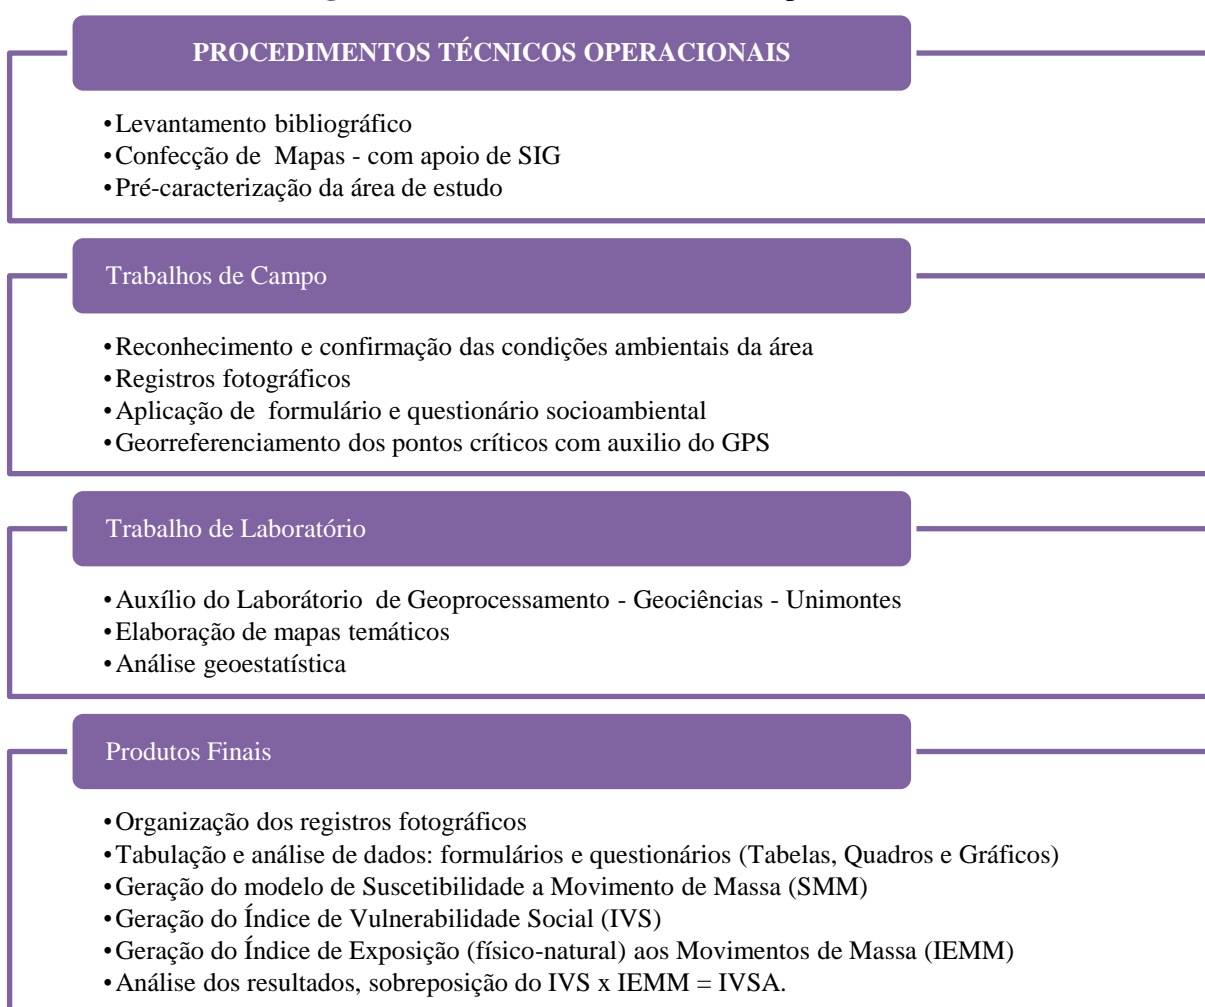 PROCEDIMENTOS TÉCNICOS OPERACIONAIS
•Levantamento bibliográfico
•Confecção de Mapas - com apoio de SIG
•Pré-caracterização da área de estudo
Trabalhos de Campo
•Reconhecimento e confirmação das condições ambientais da área
•Registros fotográficos
•Aplicação de formulário e questionário socioambiental
•Georreferenciamento dos pontos críticos com auxilio do GPS
Trabalho de Laboratório
•Auxílio do Laborátorio de Geoprocessamento - Geociências - Unimontes
•Elaboração de mapas temáticos
•Análise geoestatística
Produtos Finais
•Organização dos registros fotográficos
•Tabulação e análise de dados: formulários e questionários (Tabelas, Quadros e Gráficos)
•Geração do modelo de Suscetibilidade a Movimento de Massa (SMM)
•Geração do Índice de Vulnerabilidade Social (IVS)
•Geração do Índice de Exposição (físico-natural) aos Movimentos de Massa (IEMM)
•Análise dos resultados, sobreposição do IVS x IEMM = IVSA.